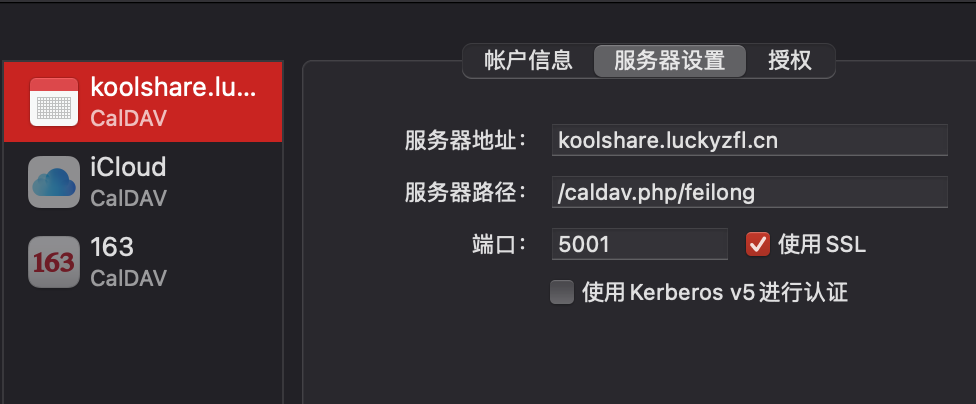 koolshare.lu...
CalDAV
iCloud
CalDAV
163
163
CalDAV
帐户信息 服务器设置 授权
服务器地址： koolshare.luckyzfl.cn
服务器路径： /caldav.php/feilong
端口： 5001 使用 SSL
使用 Kerberos v5 进行认证